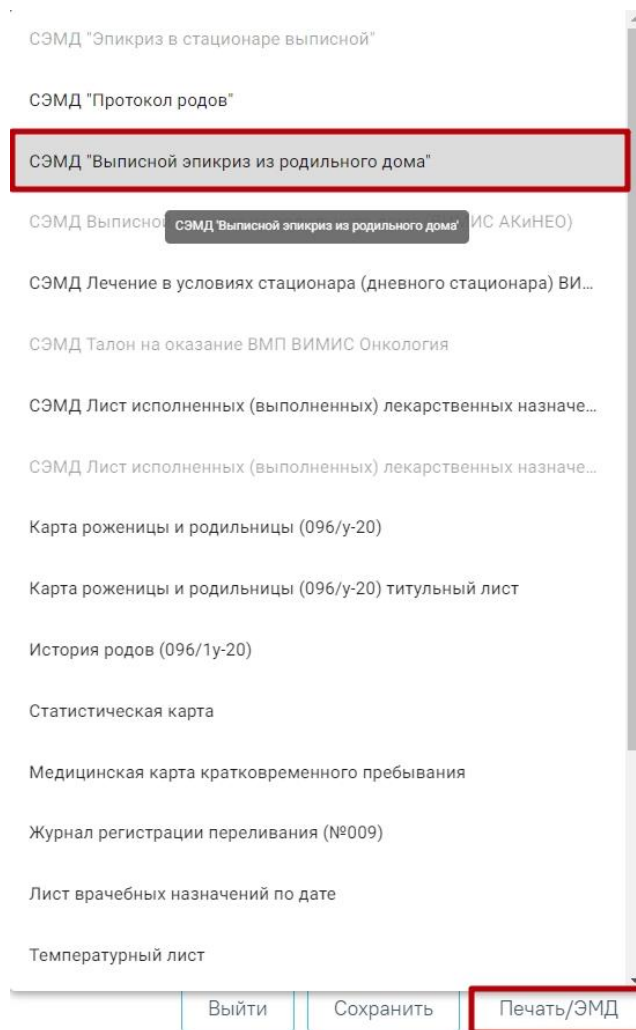 СЭМД "Эпикриз в стационаре выписной"
СЭМД "Протокол родов"
СЭМД "Выписной эпикриз из родильного дома"
СЭМД Выписной ИС АКиНЕО)
СЭМД 'Выписной эпикриз из родильного дома'
СЭМД Лечение в условиях стационара (дневного стационара) ВИ...
СЭМД Талон на оказание ВМП ВИМИС Онкология
СЭМД Лист исполненных (выполненных) лекарственных назначе...
СЭМД Лист исполненных (выполненных) лекарственных назначе...
Карта роженицы и родильницы (096/у-20)
Карта роженицы и родильницы (096/у-20) титульный лист
История родов (096/1у-20)
Статистическая карта
Медицинская карта кратковременного пребывания
Журнал регистрации переливания (№009)
Лист врачебных назначений по дате
Температурный лист
Выйти Сохранить Печать/ЭМД